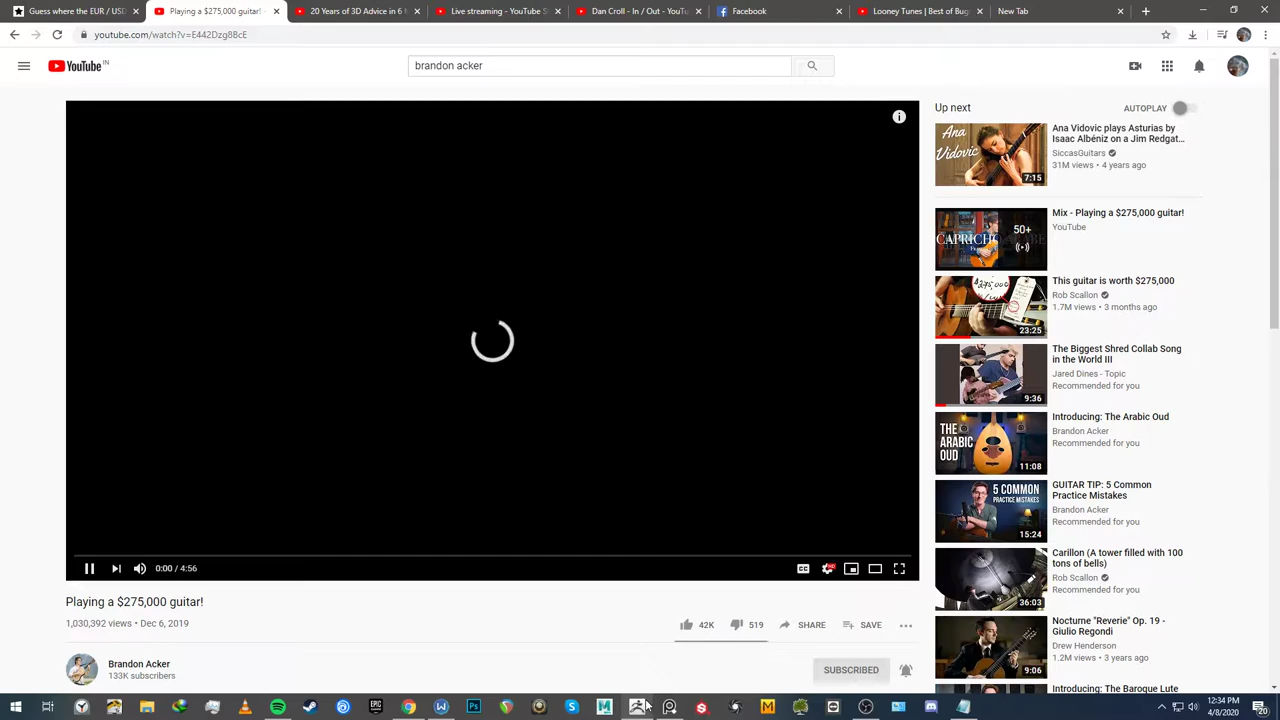 Guess where the EUR / USD
Playing a $275,000 guitar! -
20 Years of 3D Advice in 6 M
Live streaming - YouTube S
Dan Croll - In / Out - YouTu
Facebook
Looney Tunes | Best of Bug
New Tab
youtube.com/watch?v=E442Dzg8BcE
YouTube IN
brandon acker
Up next
AUTOPLAY
Ana Vidovic
7:15
Ana Vidovic plays Asturias by
Isaac Albéniz on a Jim Redgat...
SiccasGuitars
31M views • 4 years ago
50+
Mix - Playing a $275,000 guitar!
YouTube
$275,000
23:25
This guitar is worth $275,000
Rob Scallon
1.7M views • 3 months ago
9:36
The Biggest Shred Collab Song
in the World III
Jared Dines - Topic
Recommended for you
THE
ARABIC
OUD
11:08
Introducing: The Arabic Oud
Brandon Acker
Recommended for you
5 COMMON
PRACTICE MISTAKES
15:24
GUITAR TIP: 5 Common
Practice Mistakes
Brandon Acker
Recommended for you
36:03
Carillon (A tower filled with 100
tons of bells)
Rob Scallon
Recommended for you
9:06
Nocturne "Reverie" Op. 19 -
Giulio Regondi
Drew Henderson
1.2M views • 3 years ago
Introducing: The Baroque Lute
0:00 / 4:56
CC
Playing a $275,000 guitar!
1,030,392 views • Dec 6, 2019
42K
519
SHARE
SAVE
Brandon Acker
133K subscribers
SUBSCRIBED
12:34 PM
4/8/2020
20